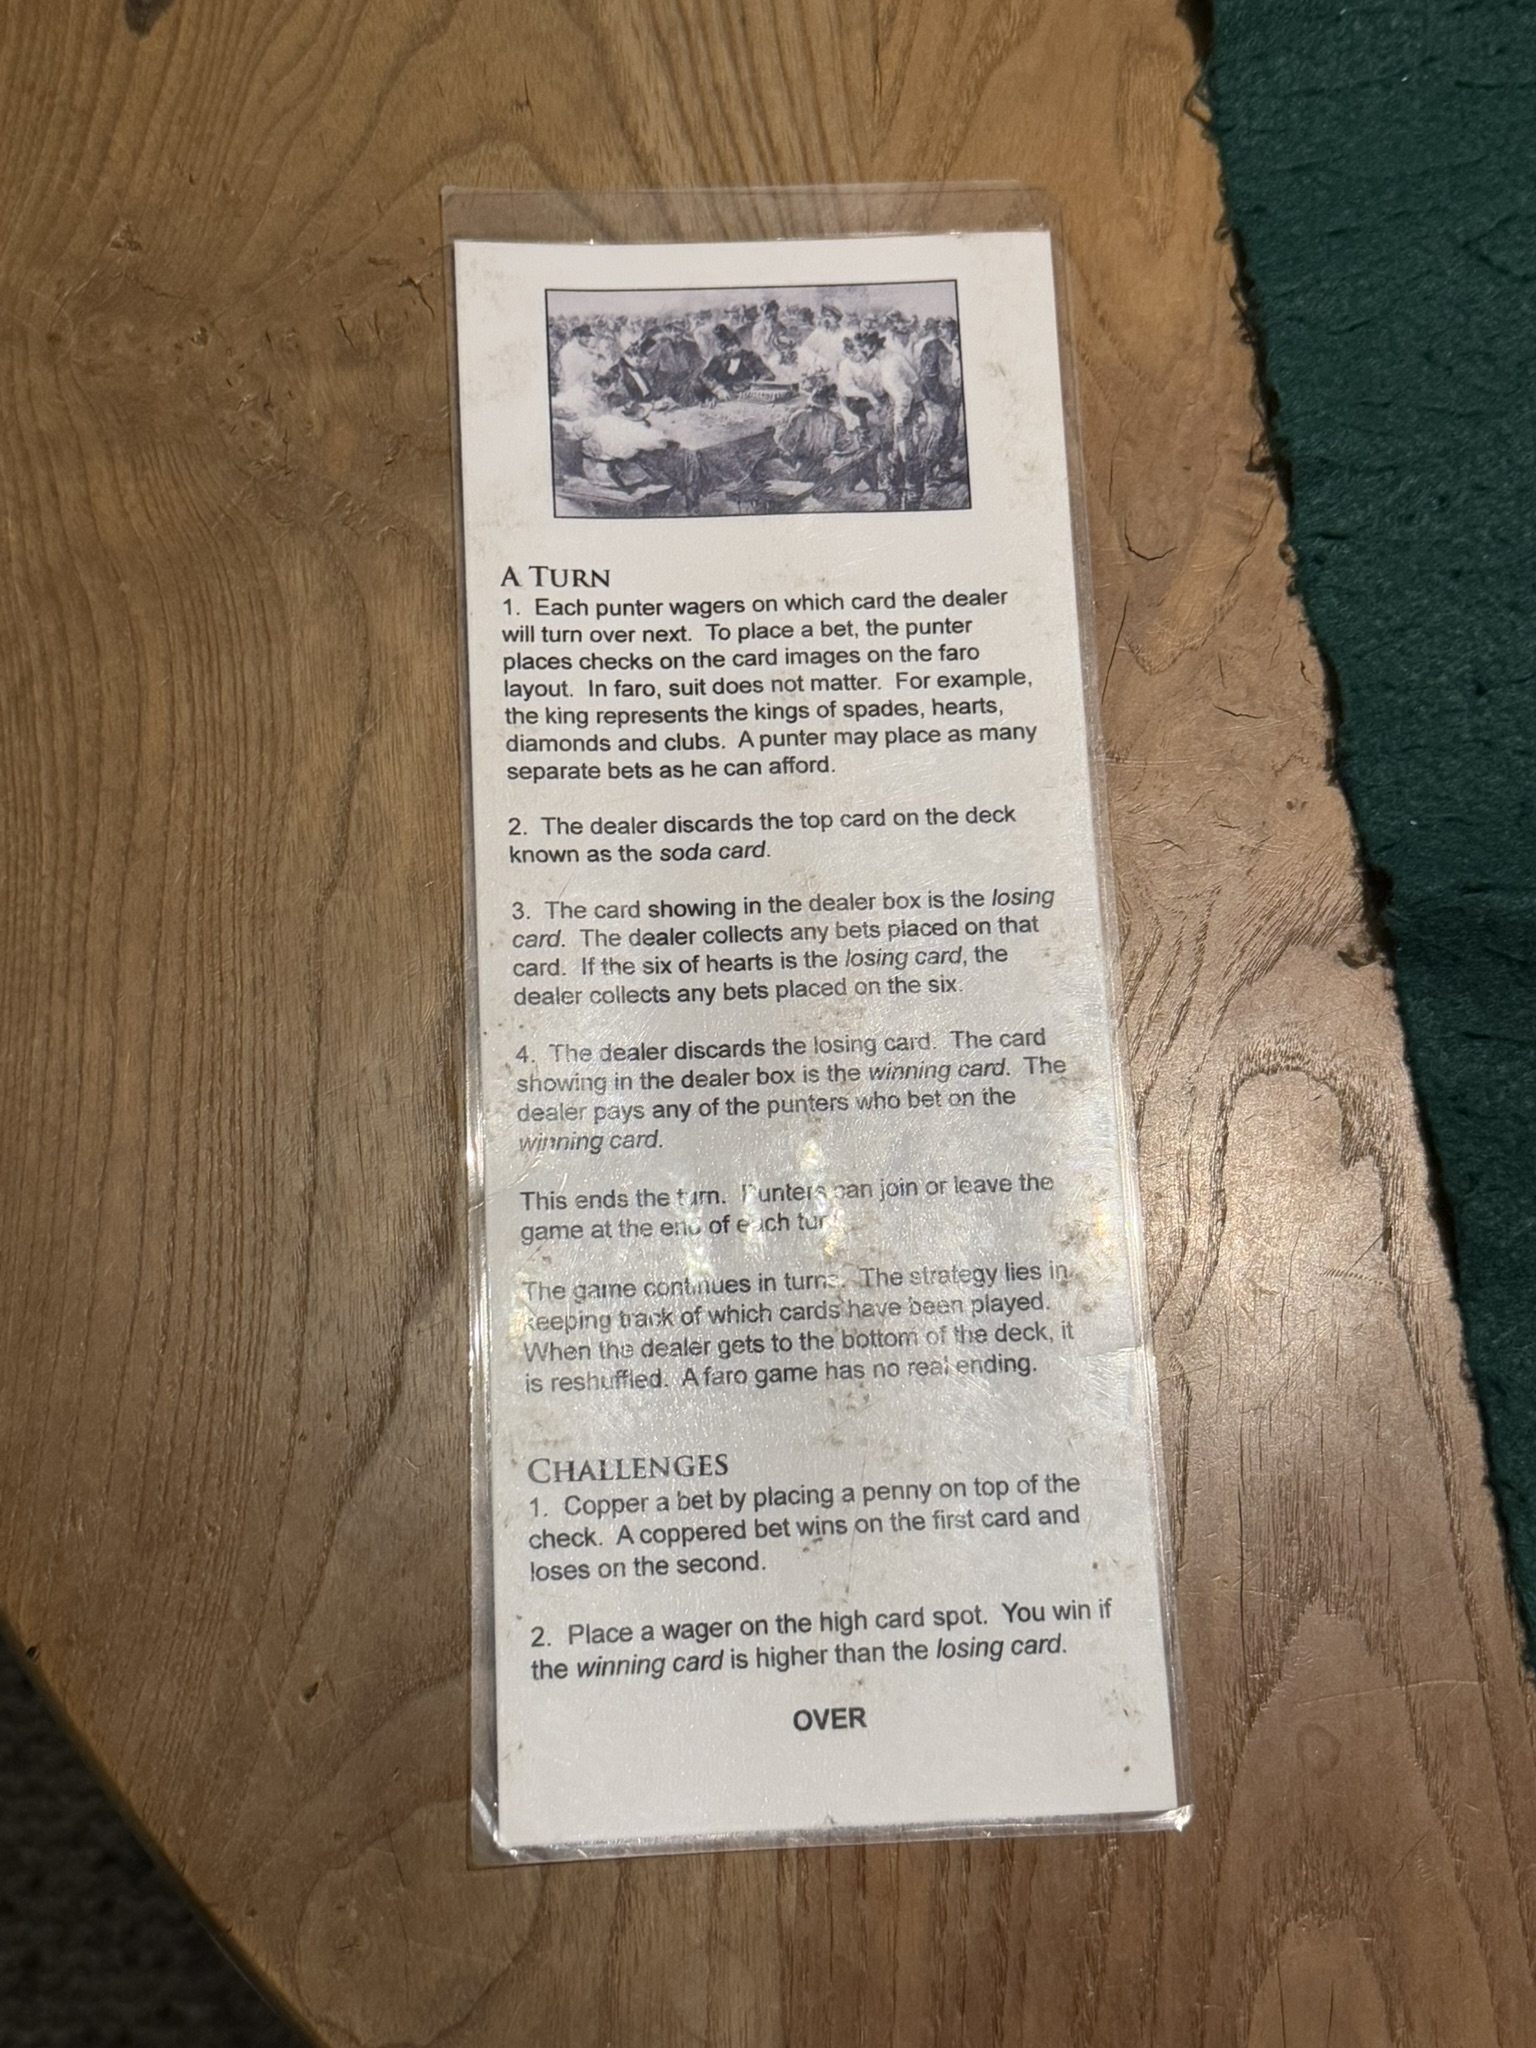 A TURN
1. Each punter wagers on which card the dealer
will turn over next. To place a bet, the punter
places checks on the card images on the faro
layout. In faro, suit does not matter. For example,
the king represents the kings of spades, hearts,
diamonds and clubs. A punter may place as many
separate bets as he can afford.
2. The dealer discards the top card on the deck
known as the soda card.
3. The card showing in the dealer box is the losing
card. The dealer collects any bets placed on that
card. If the six of hearts is the losing card, the
dealer collects any bets placed on the six.
4. The dealer discards the losing card. The card
showing in the dealer box is the winning card. The
dealer pays any of the punters who bet on the
winning card.
This ends the turn. Punters can join or leave the
game at the end of each turn.
The game continues in turns. The strategy lies in
keeping track of which cards have been played.
When the dealer gets to the bottom of the deck, it
is reshuffled. A faro game has no real ending.
CHALLENGES
1. Copper a bet by placing a penny on top of the
check. A coppered bet wins on the first card and
loses on the second.
2. Place a wager on the high card spot. You win if
the winning card is higher than the losing card.
OVER